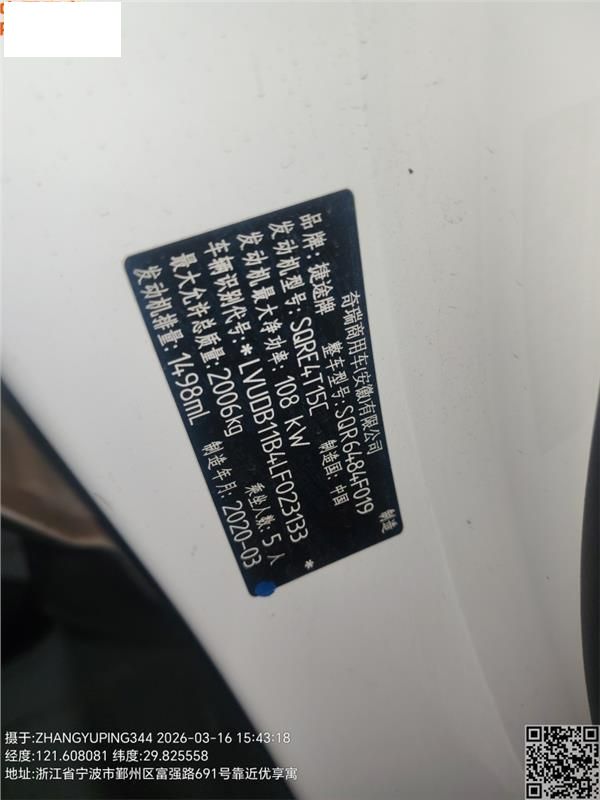 奇瑞商用车(安徽)有限公司 制造
品牌:捷途牌 整车型号:SQR6484F019
发动机型号:SQRE4T15C 制造国:中国
发动机最大净功率:108 KW
车辆识别代号:*LVUDB11B4LF023133*
最大允许总质量:2006kg 乘坐人数:5人
发动机排量:1498mL 制造年月:2020-03
摄于:ZHANGYUPING344 2026-03-16 15:43:18
经度:121.608081 纬度:29.825558
地址:浙江省宁波市鄞州区富强路691号靠近优享寓